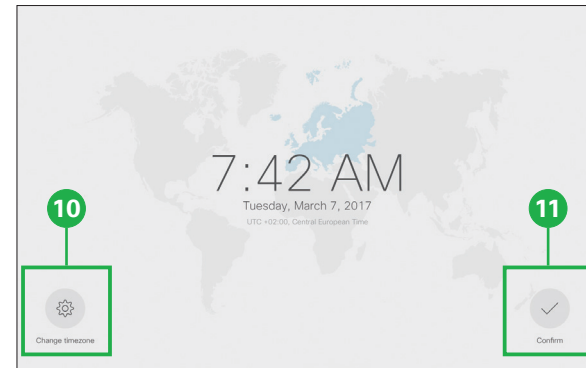 7:42 AM
Tuesday, March 7, 2017
UTC +02:00, Central European Time
10
11
Change timezone
Confirm